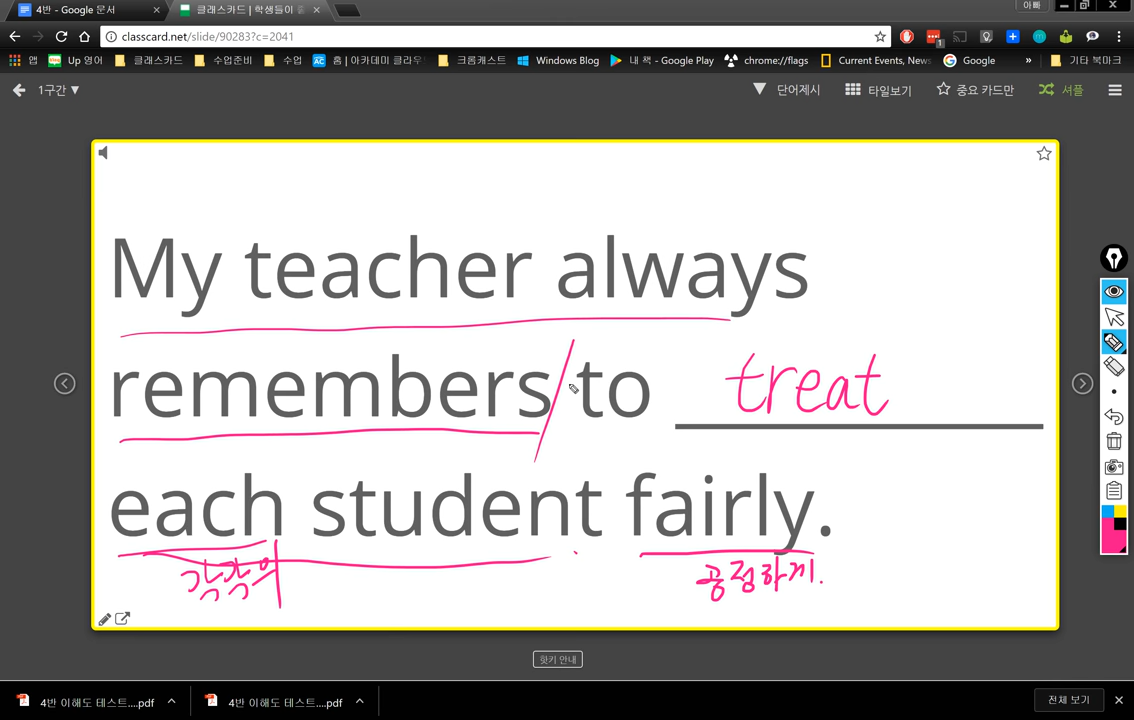 4반 - Google 문서
클래스카드 | 학생들이 좋
아빠
classcard.net/slide/90283?c=2041
앱 Up 영어 클래스카드 수업준비 수업 홈 | 아카데미 클라우 크롬캐스트 Windows Blog 내 책 - Google Play chrome://flags Current Events, News Google » 기타 북마크
1구간 ▼ ▼ 단어제시 타일보기 중요 카드만 셔플
My teacher always
remembers / to treat
each student fairly.
각각의 공정하게.
핫키 안내
4반 이해도 테스트....pdf 4반 이해도 테스트....pdf 전체 보기